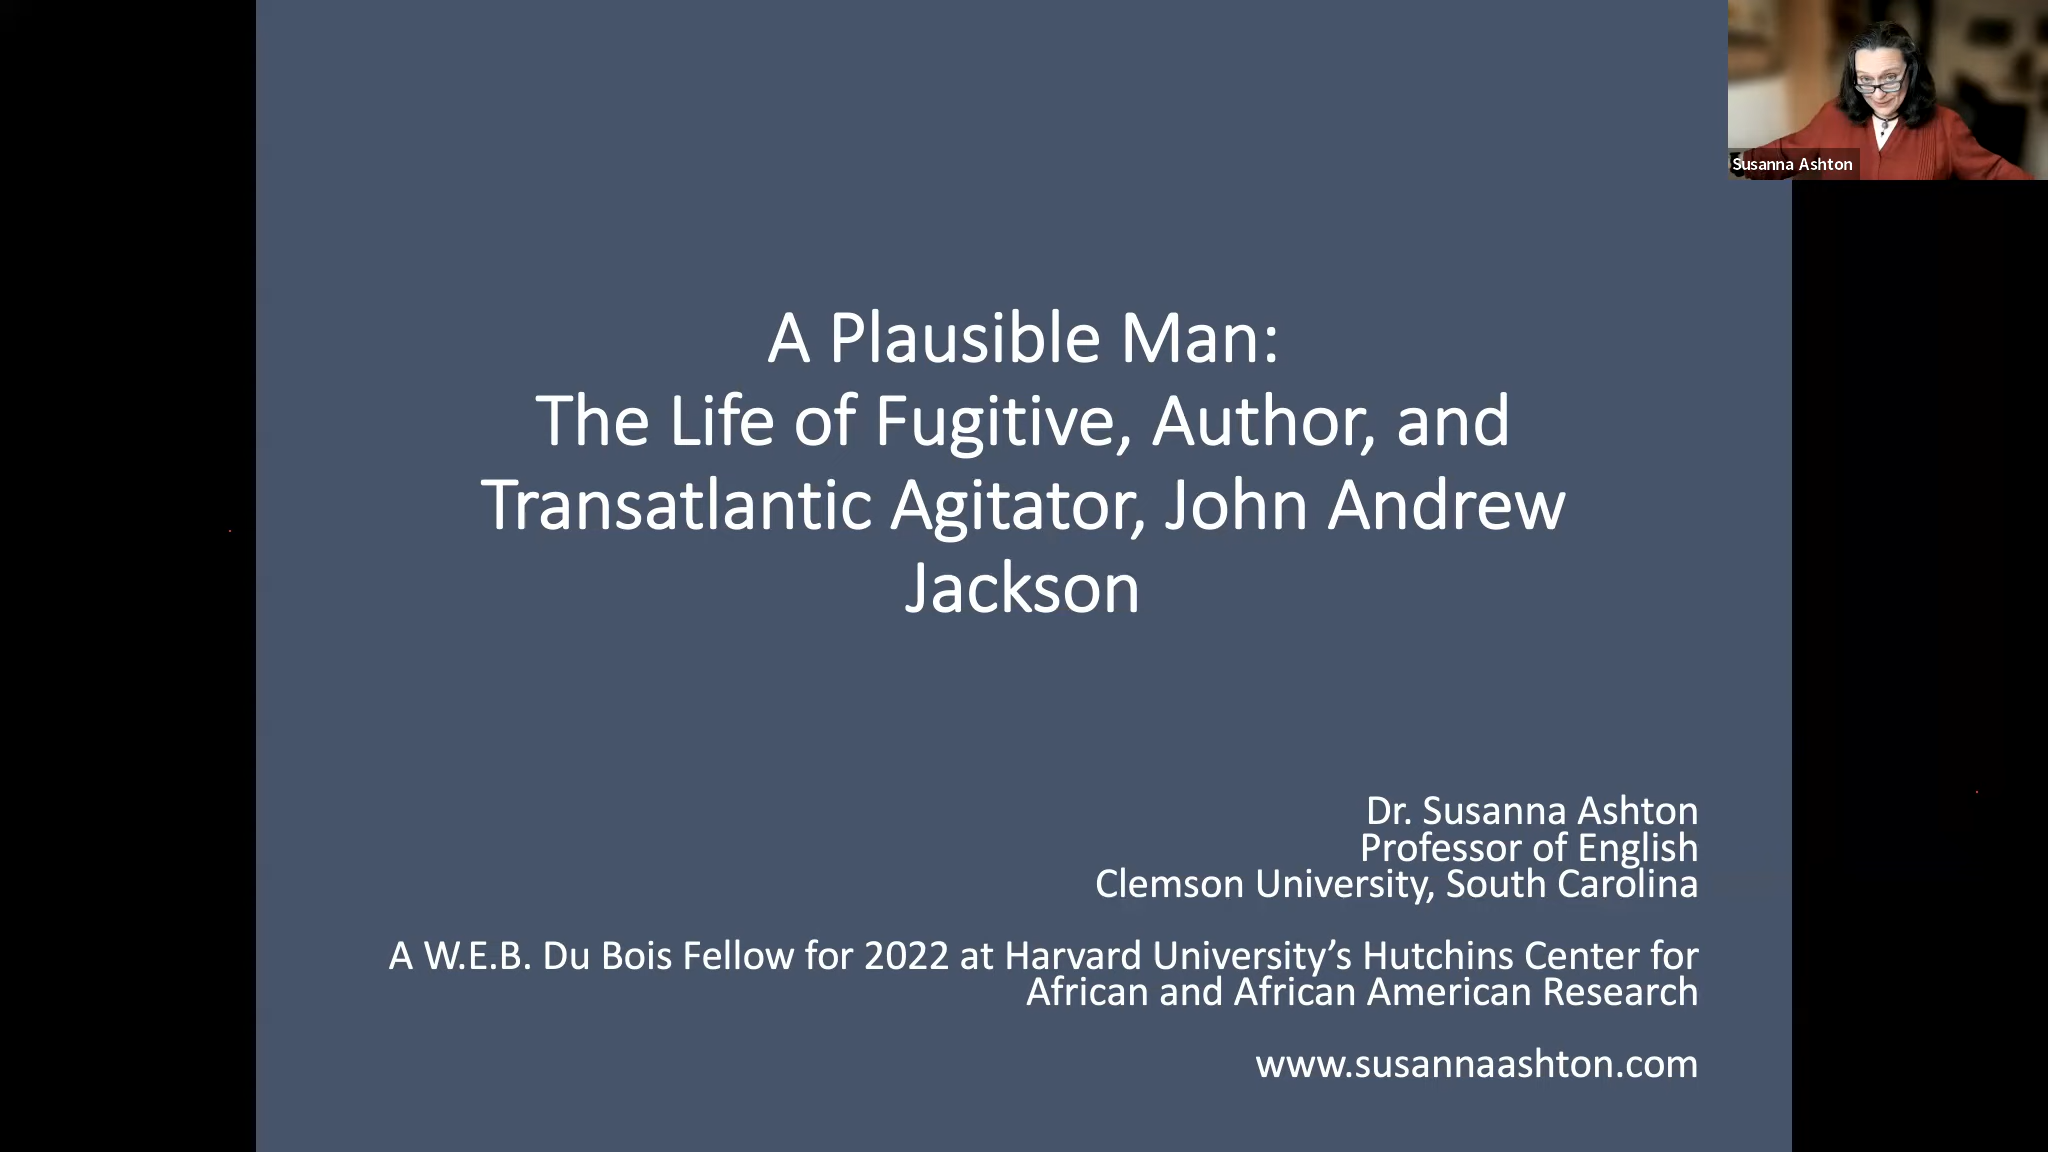 Susanna Ashton
A Plausible Man:
The Life of Fugitive, Author, and
Transatlantic Agitator, John Andrew
Jackson
Dr. Susanna Ashton
Professor of English
Clemson University, South Carolina
A W.E.B. Du Bois Fellow for 2022 at Harvard University’s Hutchins Center for
African and African American Research
www.susannaashton.com